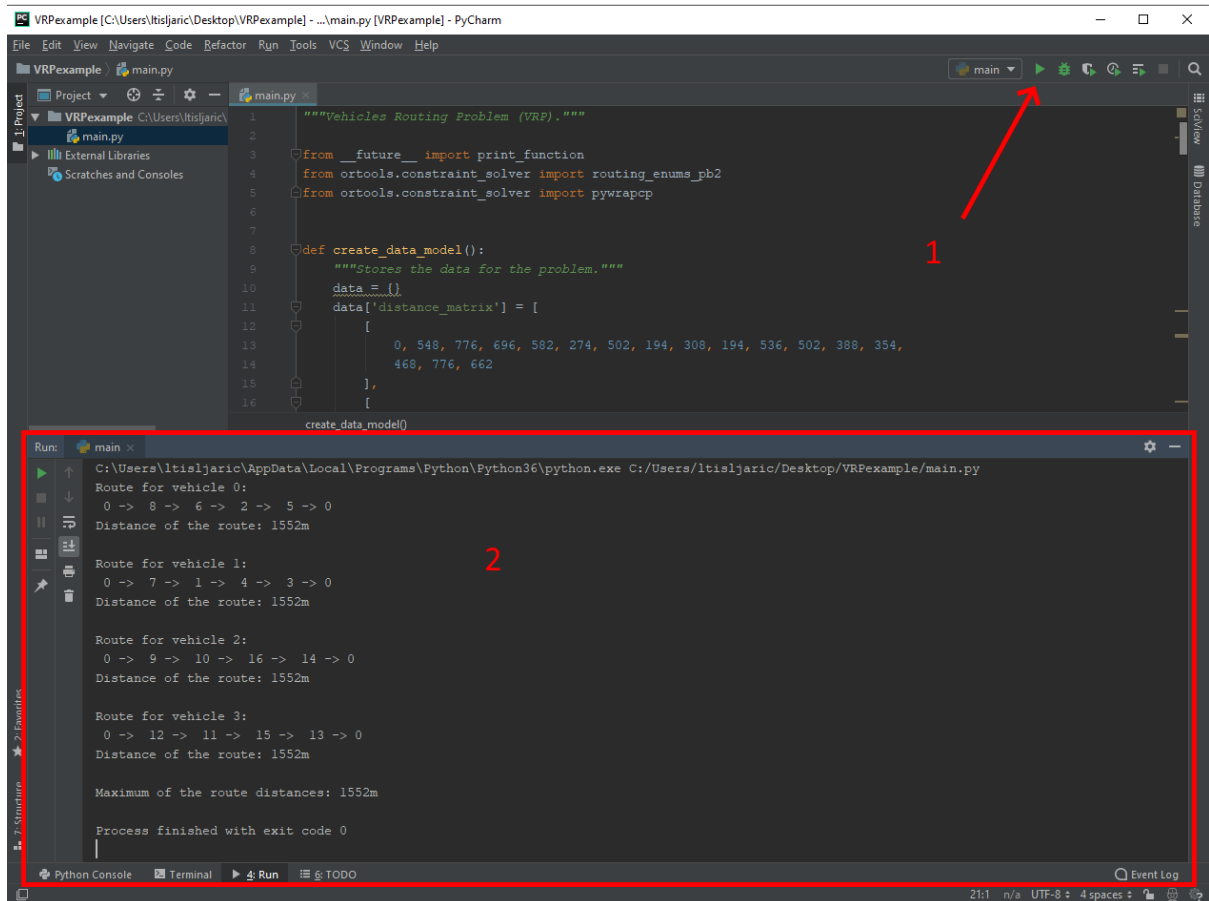 VRPexample [C:\Users\ltisljaric\Desktop\VRPexample] - ...\main.py [VRPexample] - PyCharm
File Edit View Navigate Code Refactor Run Tools VCS Window Help
VRPexample main.py
main
Project
main.py
1: Project
VRPexample C:\Users\ltisljaric\
main.py
External Libraries
Scratches and Consoles
SciView
Database
1 """Vehicles Routing Problem (VRP)."""
2
3 from __future__ import print_function
4 from ortools.constraint_solver import routing_enums_pb2
5 from ortools.constraint_solver import pywrapcp
6
7
8 def create_data_model():
9 """Stores the data for the problem."""
10 data = {}
11 data['distance_matrix'] = [
12 [
13 0, 548, 776, 696, 582, 274, 502, 194, 308, 194, 536, 502, 388, 354,
14 468, 776, 662
15 ],
16 [
create_data_model()
1
Run: main
C:\Users\ltisljaric\AppData\Local\Programs\Python\Python36\python.exe C:/Users/ltisljaric/Desktop/VRPexample/main.py
Route for vehicle 0:
0 -> 8 -> 6 -> 2 -> 5 -> 0
Distance of the route: 1552m
Route for vehicle 1:
0 -> 7 -> 1 -> 4 -> 3 -> 0
Distance of the route: 1552m
Route for vehicle 2:
0 -> 9 -> 10 -> 16 -> 14 -> 0
Distance of the route: 1552m
Route for vehicle 3:
0 -> 12 -> 11 -> 15 -> 13 -> 0
Distance of the route: 1552m
Maximum of the route distances: 1552m
Process finished with exit code 0
2
2: Favorites
7: Structure
Python Console Terminal 4: Run 6: TODO Event Log
21:1 n/a UTF-8 4 spaces